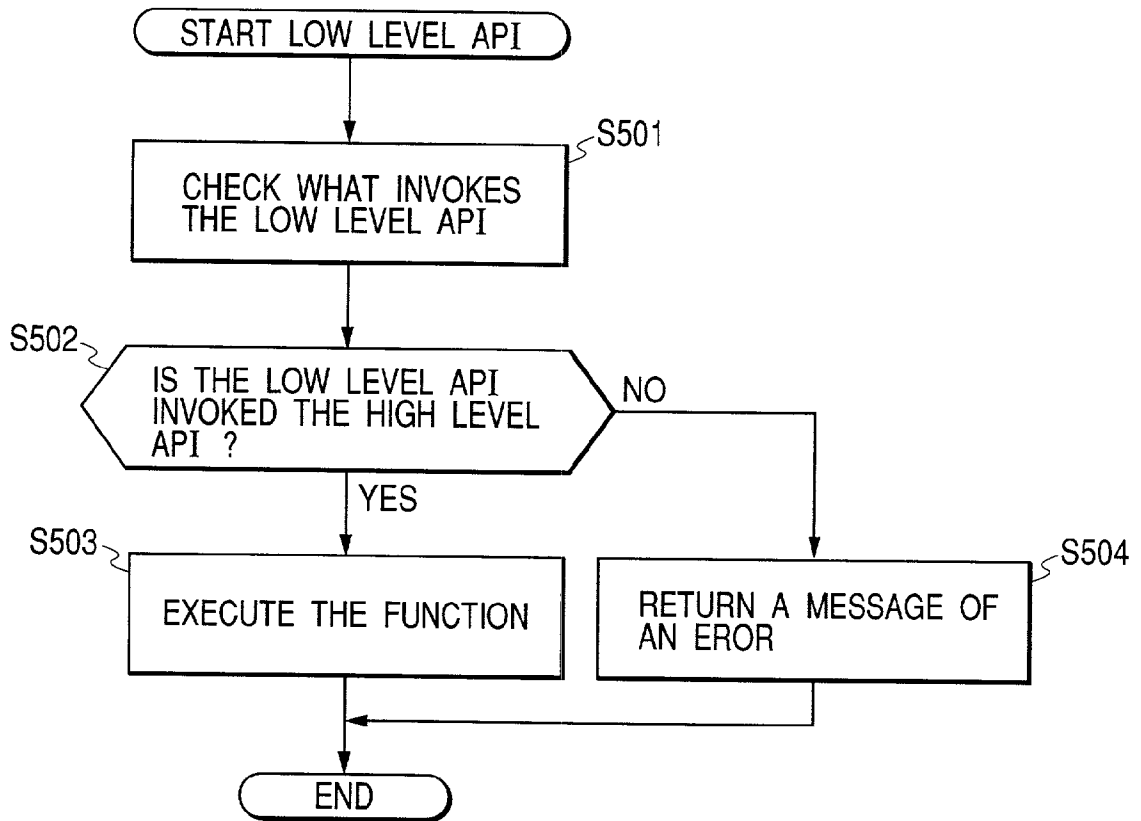 START LOW LEVEL API
S501
CHECK WHAT INVOKES
THE LOW LEVEL API
S502
IS THE LOW LEVEL API
INVOKED THE HIGH LEVEL
API ?
NO
YES
S503
EXECUTE THE FUNCTION
S504
RETURN A MESSAGE OF
AN EROR
END